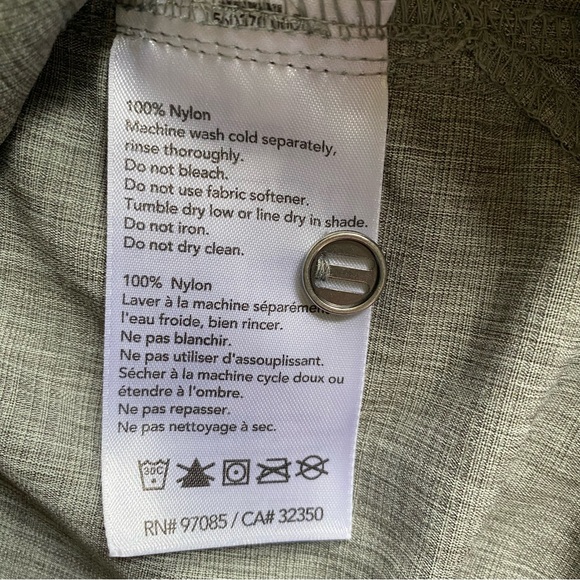 100% Nylon
Machine wash cold separately,
rinse thoroughly.
Do not bleach.
Do not use fabric softener.
Tumble dry low or line dry in shade.
Do not iron.
Do not dry clean.
100% Nylon
Laver à la machine séparément
l'eau froide, bien rincer.
Ne pas blanchir.
Ne pas utiliser d'assouplissant.
Sécher à la machine cycle doux ou
étendre à l'ombre.
Ne pas repasser.
Ne pas nettoyage à sec.
30C
RN# 97085 / CA# 32350